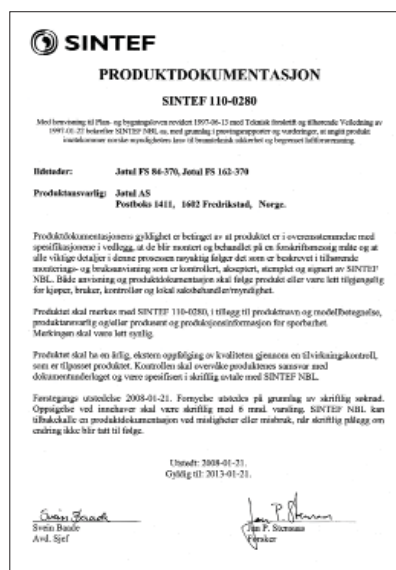 SINTEF
PRODUKTDOKUMENTASJON
SINTEF 110-0280
Med henvisning til Plan- og bygningsloven revidert 1997-06-13 med Teknisk forskrift og tilhørende Veiledning av
1997-01-22 bekrefter SINTEF NBL as, med grunnlag i prøvingsrapporter og vurderinger, at angitt produkt
imøtekommer norske myndigheters krav til brannteknisk sikkerhet og begrenset luftforurensning.
Ildsteder: Jøtul FS 84-370, Jøtul FS 162-370
Produktansvarlig: Jøtul AS
Postboks 1411, 1602 Fredrikstad, Norge.
Produktdokumentasjonens gyldighet er betinget av at produktet er i overensstemmelse med
spesifikasjonene i vedlegg, at de blir montert og behandlet på en forskriftsmessig måte og at
alle viktige detaljer i denne prosessen nøyaktig følger det som er beskrevet i tilhørende
monterings- og bruksanvisning som er kontrollert, akseptert, stemplet og signert av SINTEF
NBL. Både anvisning og produktdokumentasjon skal følge produkt eller være lett tilgjengelig
for kjøper, bruker, kontrollør og lokal saksbehandler/myndighet.
Produktet skal merkes med SINTEF 110-0280, i tillegg til produktnavn og modellbetegnelse,
produktansvarlig og/eller produsent og produksjonsinformasjon for sporbarhet.
Merkingen skal være lett synlig.
Produktet skal ha en årlig, ekstern oppfølging av kvaliteten gjennom en tilvirkningskontroll,
som er tilpasset produktet. Kontrollen skal overvåke produktenes samsvar med
dokumentunderlaget og være spesifisert i skriftlig avtale med SINTEF NBL.
Førstegangs utstedelse 2008-01-21. Fornyelse utstedes på grunnlag av skriftlig søknad.
Oppsigelse ved innehaver skal være skriftlig med 6 mnd. varsling. SINTEF NBL kan
tilbakekalle en produktdokumentasjon ved misligheter eller misbruk, når skriftlig pålegg om
endring ikke blir tatt til følge.
Utstedt: 2008-01-21.
Gyldig til: 2013-01-21.
Svein Baade
Avd. Sjef
Jan P. Stensaas
Forsker